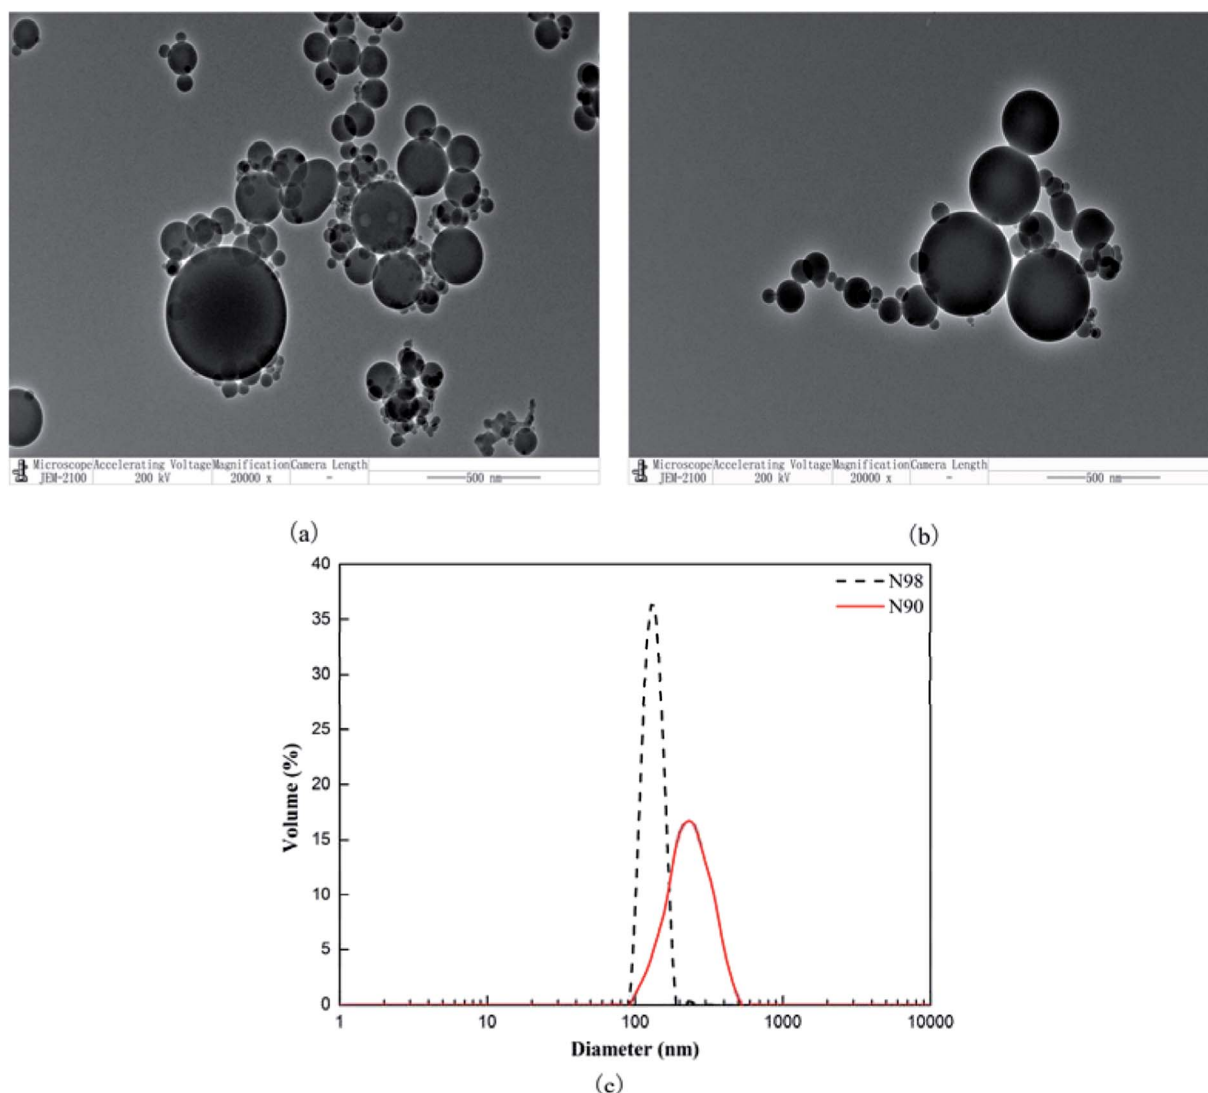 Microscope Accelerating Voltage Magnification Camera Length
JEM-2100 200 kV 20000 x - 500 nm
Microscope Accelerating Voltage Magnification Camera Length
JEM-2100 200 kV 20000 x - 500 nm
(a)
(b)
40
35
30
25
20
15
10
5
0
Volume (%)
N98
N90
1 10 100 1000 10000
Diameter (nm)
(c)